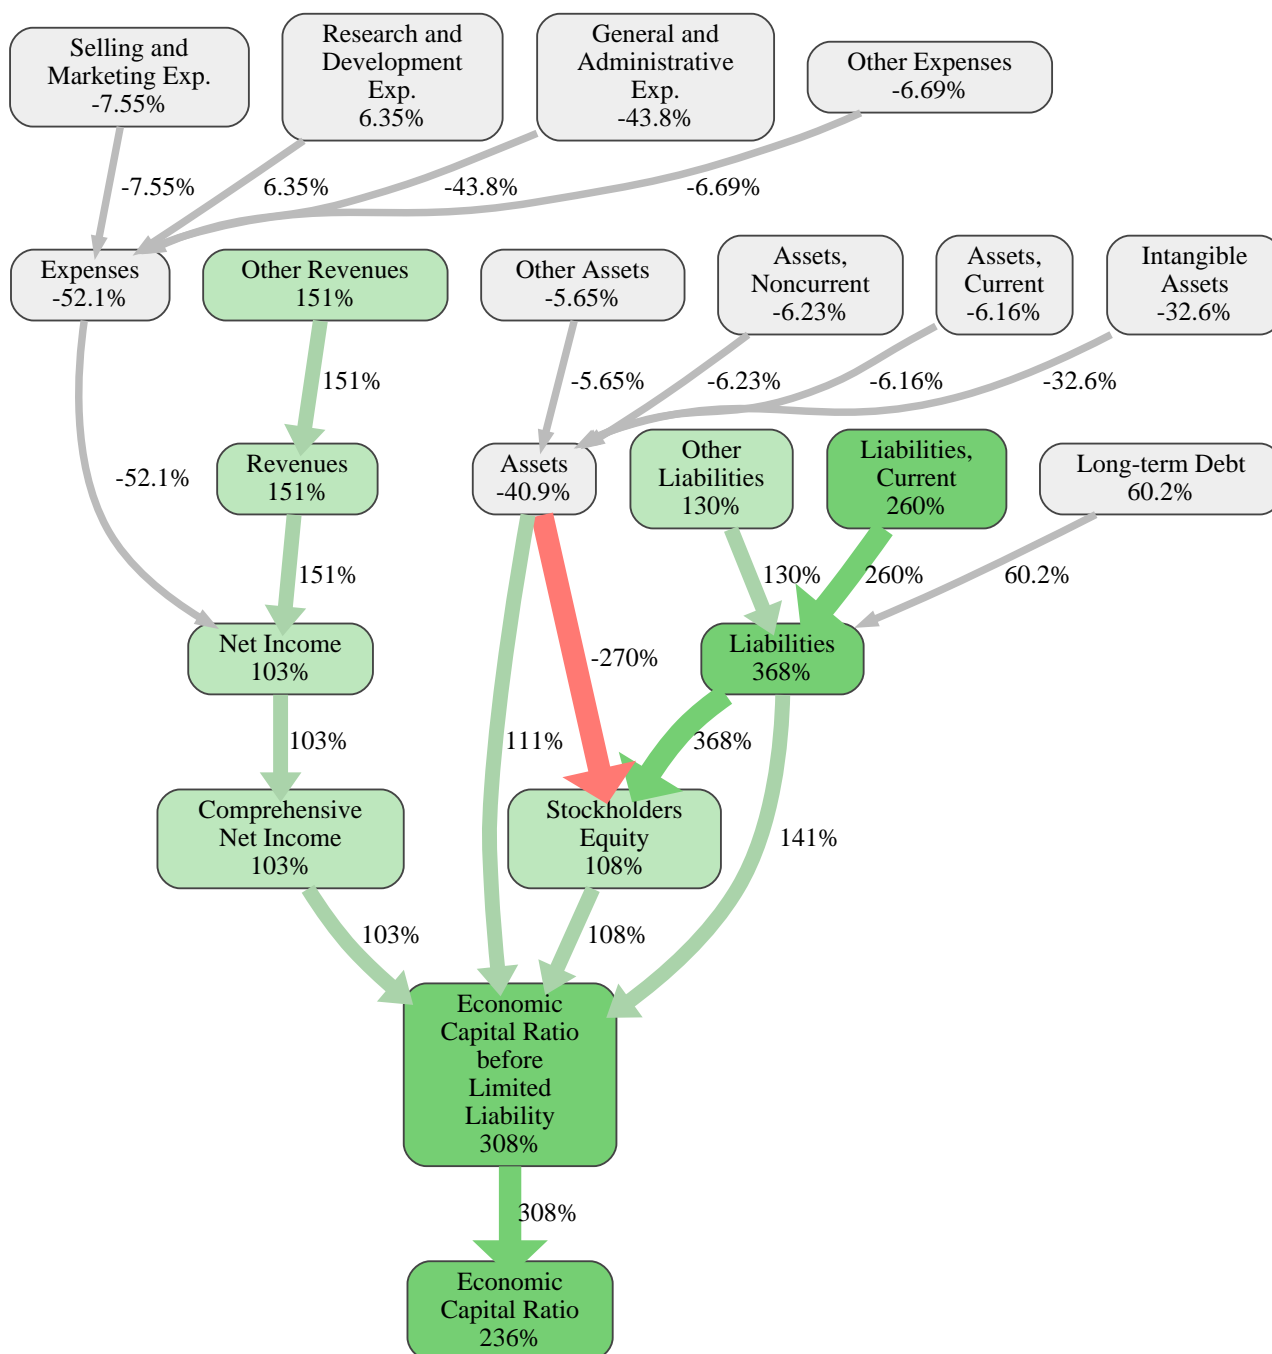 Selling and
Marketing Exp.
-7.55%
Research and
Development
Exp.
6.35%
General and
Administrative
Exp.
-43.8%
Other Expenses
-6.69%
-7.55%
6.35%
-43.8%
-6.69%
Expenses
-52.1%
Other Revenues
151%
Other Assets
-5.65%
Assets,
Noncurrent
-6.23%
Assets,
Current
-6.16%
Intangible
Assets
-32.6%
151%
-5.65%
-6.23%
-6.16%
-32.6%
Revenues
151%
Assets
-40.9%
Other
Liabilities
130%
Liabilities,
Current
260%
Long-term Debt
60.2%
-52.1%
151%
130%
260%
60.2%
Net Income
103%
-270%
Liabilities
368%
103%
111%
368%
Comprehensive
Net Income
103%
Stockholders
Equity
108%
141%
103%
108%
Economic
Capital Ratio
before
Limited
Liability
308%
308%
Economic
Capital Ratio
236%